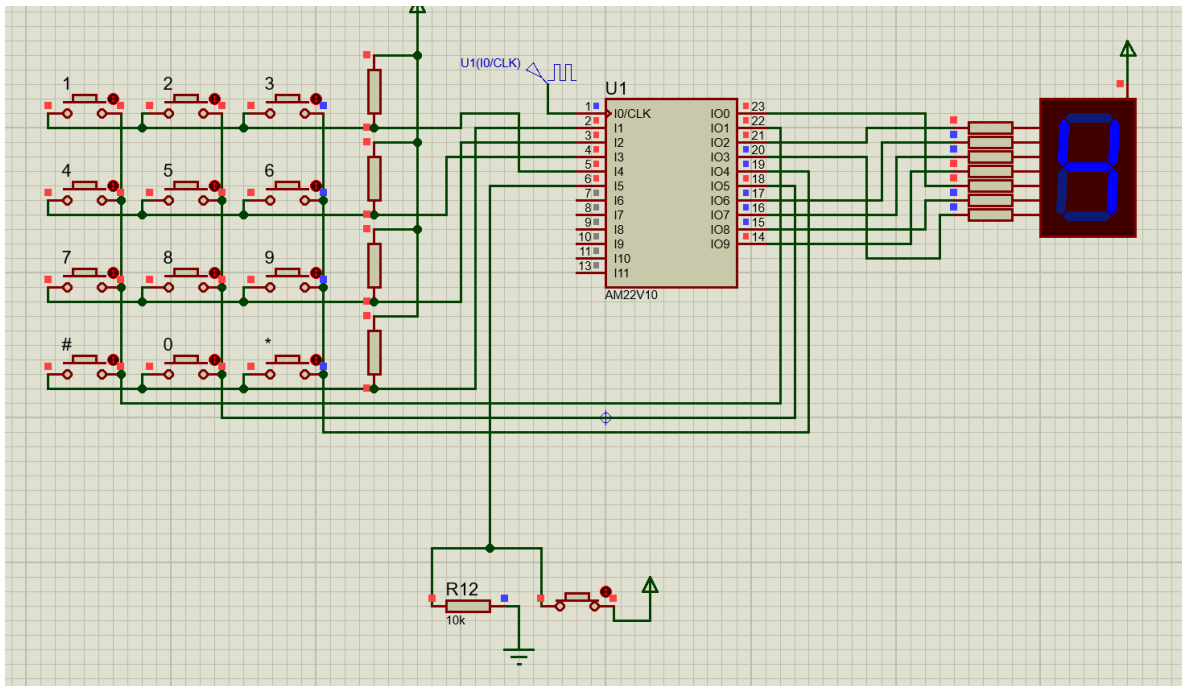 1 2 3
4 5 6
7 8 9
# 0 *
U1(I0/CLK)
U1
1 I0/CLK IO0 23
2 I1 IO1 22
3 I2 IO2 21
4 I3 IO3 20
5 I4 IO4 19
6 I5 IO5 18
7 I6 IO6 17
8 I7 IO7 16
9 I8 IO8 15
10 I9 IO9 14
11 I10
13 I11
AM22V10
R12
10k